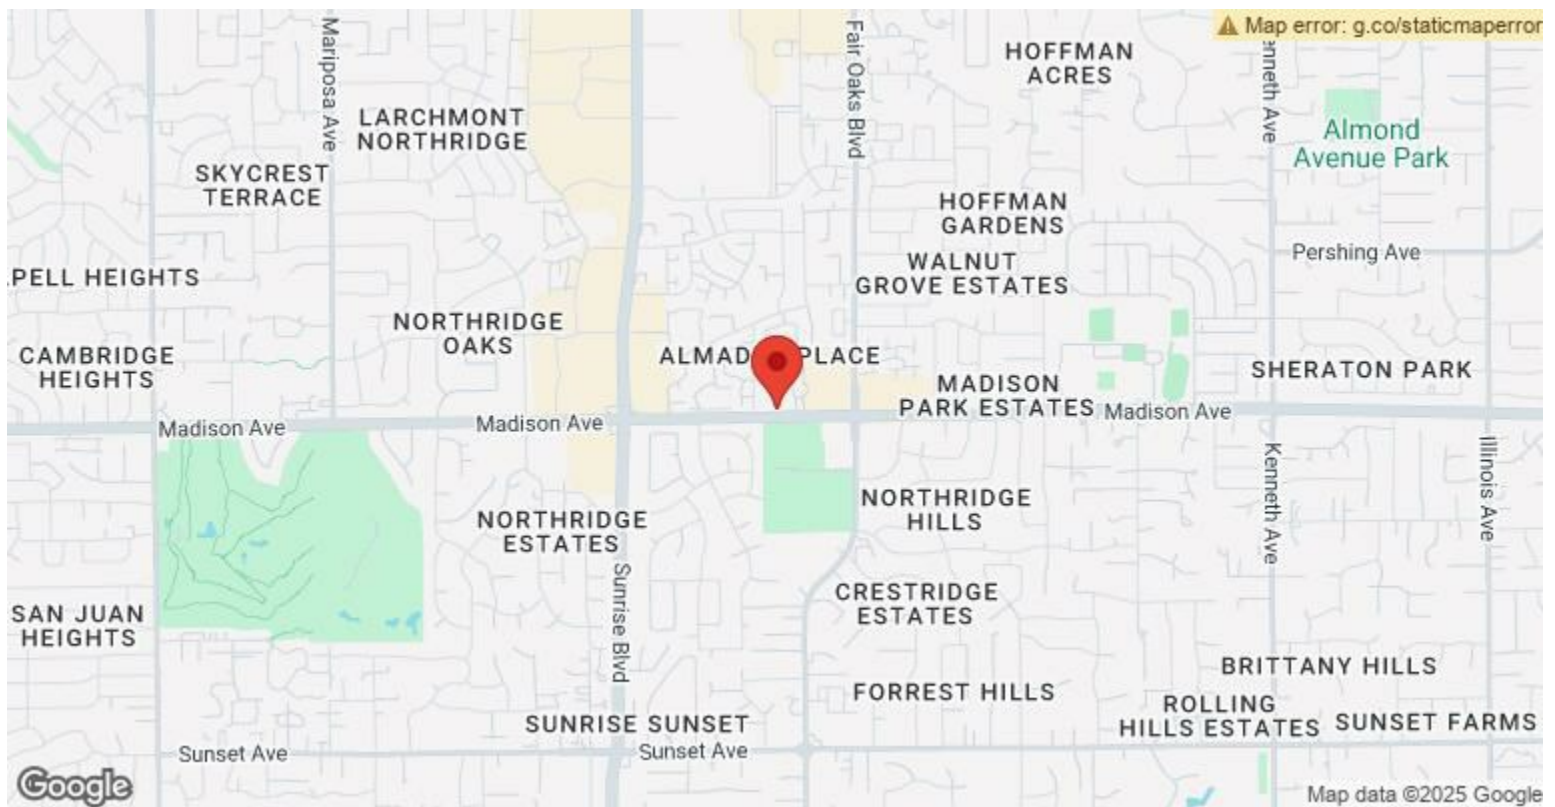 Map error: g.co/staticmaperror
Mariposa Ave
Fair Oaks Blvd
HOFFMAN
ACRES
enneth Ave
LARCHMONT
NORTHRIDGE
Almond
Avenue Park
SKYCREST
TERRACE
HOFFMAN
GARDENS
Pershing Ave
PELL HEIGHTS
WALNUT
GROVE ESTATES
NORTHRIDGE
OAKS
CAMBRIDGE
HEIGHTS
PLACE
SHERATON PARK
MADISON
PARK ESTATES
Madison Ave
Madison Ave
Madison Ave
Kenneth Ave
Illinois Ave
NORTHRIDGE
HILLS
NORTHRIDGE
ESTATES
Sunrise Blvd
CRESTRIDGE
ESTATES
SAN JUAN
HEIGHTS
BRITTANY HILLS
FORREST HILLS
ROLLING
HILLS ESTATES
SUNSET FARMS
SUNRISE SUNSET
Sunset Ave
Sunset Ave
Google
Map data ©2025 Google